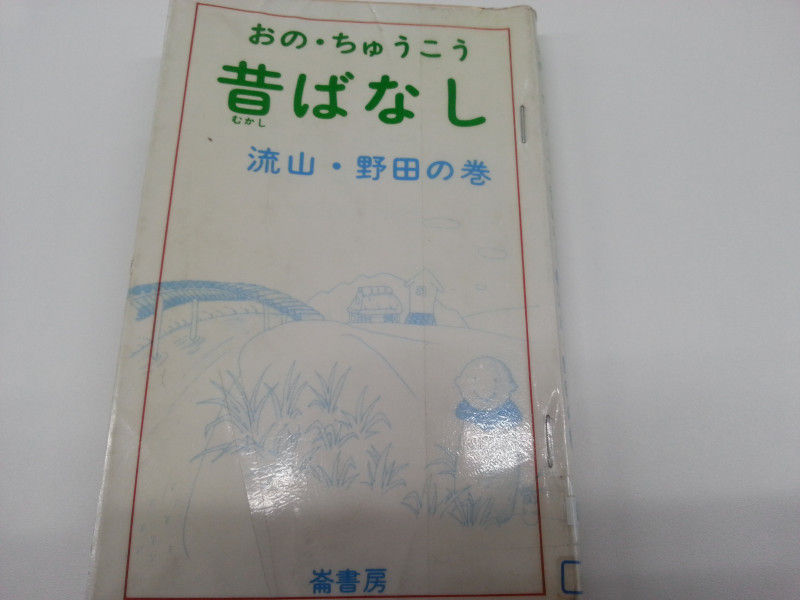 おの・ちゅうこう
昔ばなし
むかし
流山・野田の巻
崙書房